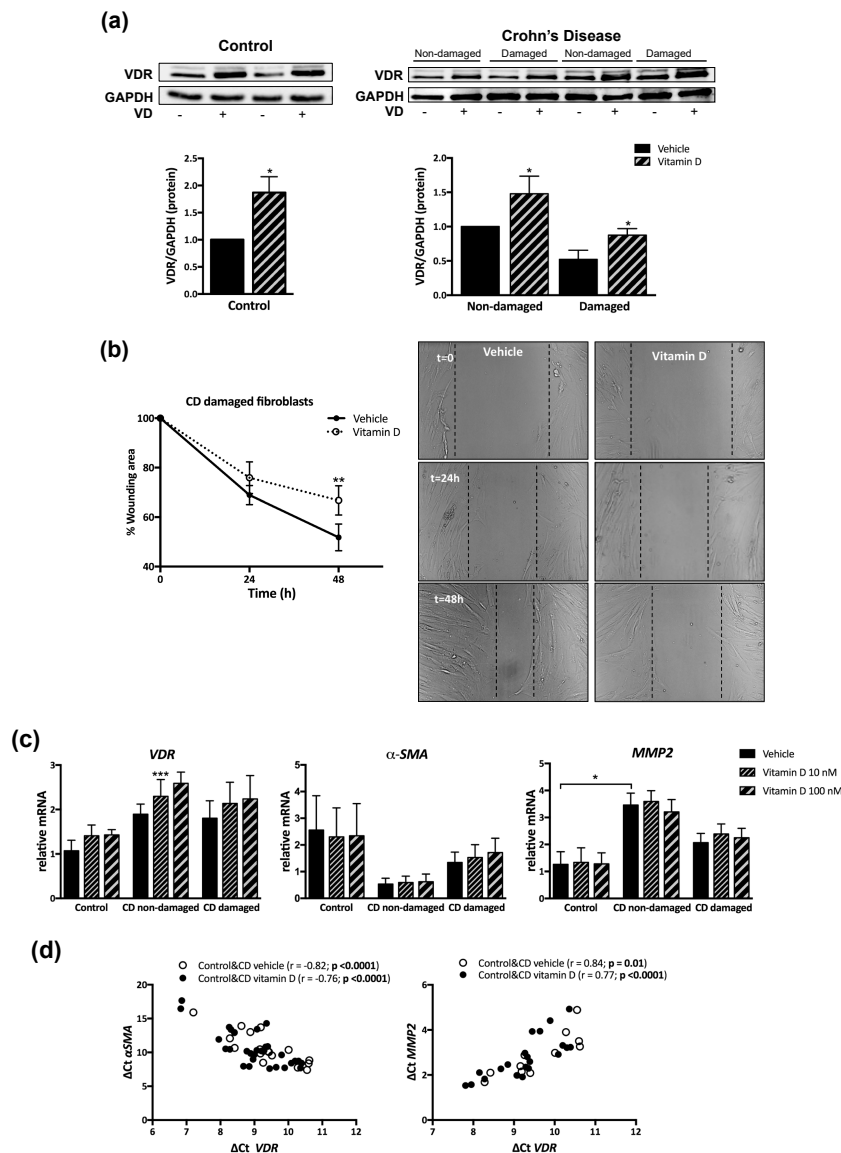 (a)
Control
Crohn's Disease
Non-damaged Damaged Non-damaged Damaged
VDR
GAPDH
VD - + - +
VDR
GAPDH
VD - + - + - + - +
VDR/GAPDH (protein)
2.5
2.0
1.5
1.0
0.5
0.0
*
Control
VDR/GAPDH (protein)
2.0
1.5
1.0
0.5
0.0
*
*
Non-damaged Damaged
Vehicle
Vitamin D
(b)
CD damaged fibroblasts
Vehicle
Vitamin D
% Wounding area
100
80
60
40
**
0 24 48
Time (h)
t=0 Vehicle Vitamin D
t=24h
t=48h
(c)
VDR
relative mRNA
3
2
1
0
***
Control CD non-damaged CD damaged
α-SMA
relative mRNA
5
4
3
2
1
0
Control CD non-damaged CD damaged
MMP2
relative mRNA
5
4
3
2
1
0
*
Control CD non-damaged CD damaged
Vehicle
Vitamin D 10 nM
Vitamin D 100 nM
(d)
Control&CD vehicle (r = -0.82; p <0.0001)
Control&CD vitamin D (r = -0.76; p <0.0001)
ΔCt αSMA
20
15
10
5
0
6 7 8 9 10 11 12
ΔCt VDR
Control&CD vehicle (r = 0.84; p = 0.01)
Control&CD vitamin D (r = 0.77; p <0.0001)
ΔCt MMP2
6
4
2
0
7 8 9 10 11 12
ΔCt VDR